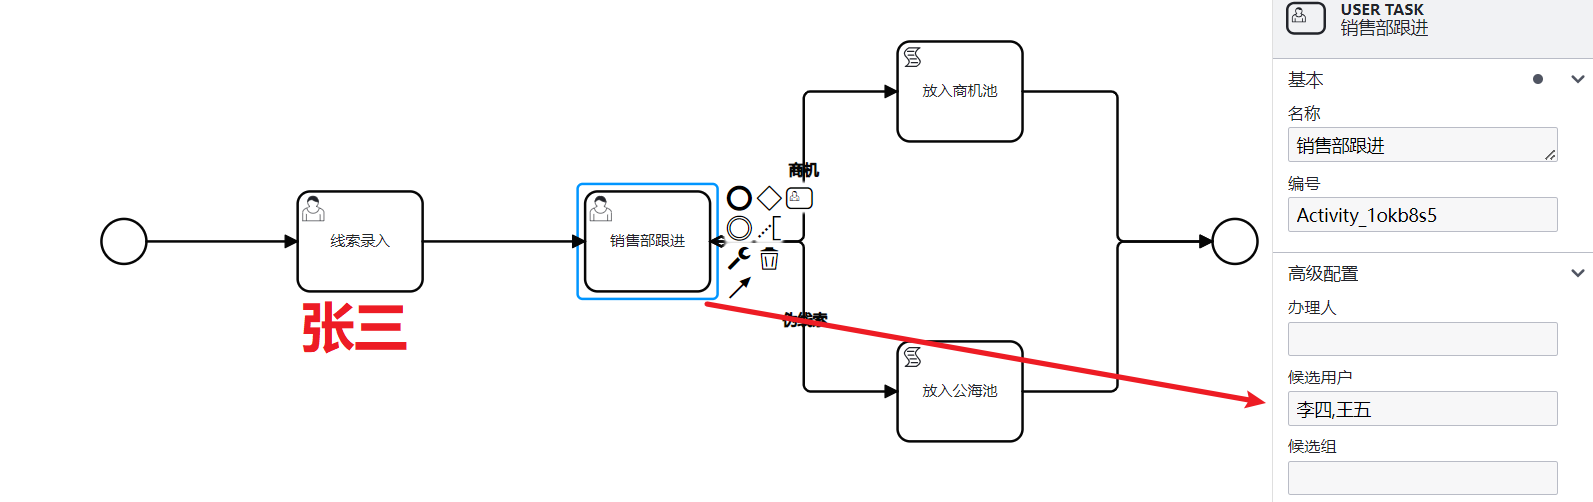 线索录入
张三
销售部跟进
商机
伪线索
放入商机池
放入公海池
USER TASK
销售部跟进
基本
名称
销售部跟进
编号
Activity_1okb8s5
高级配置
办理人
候选用户
李四,王五
候选组